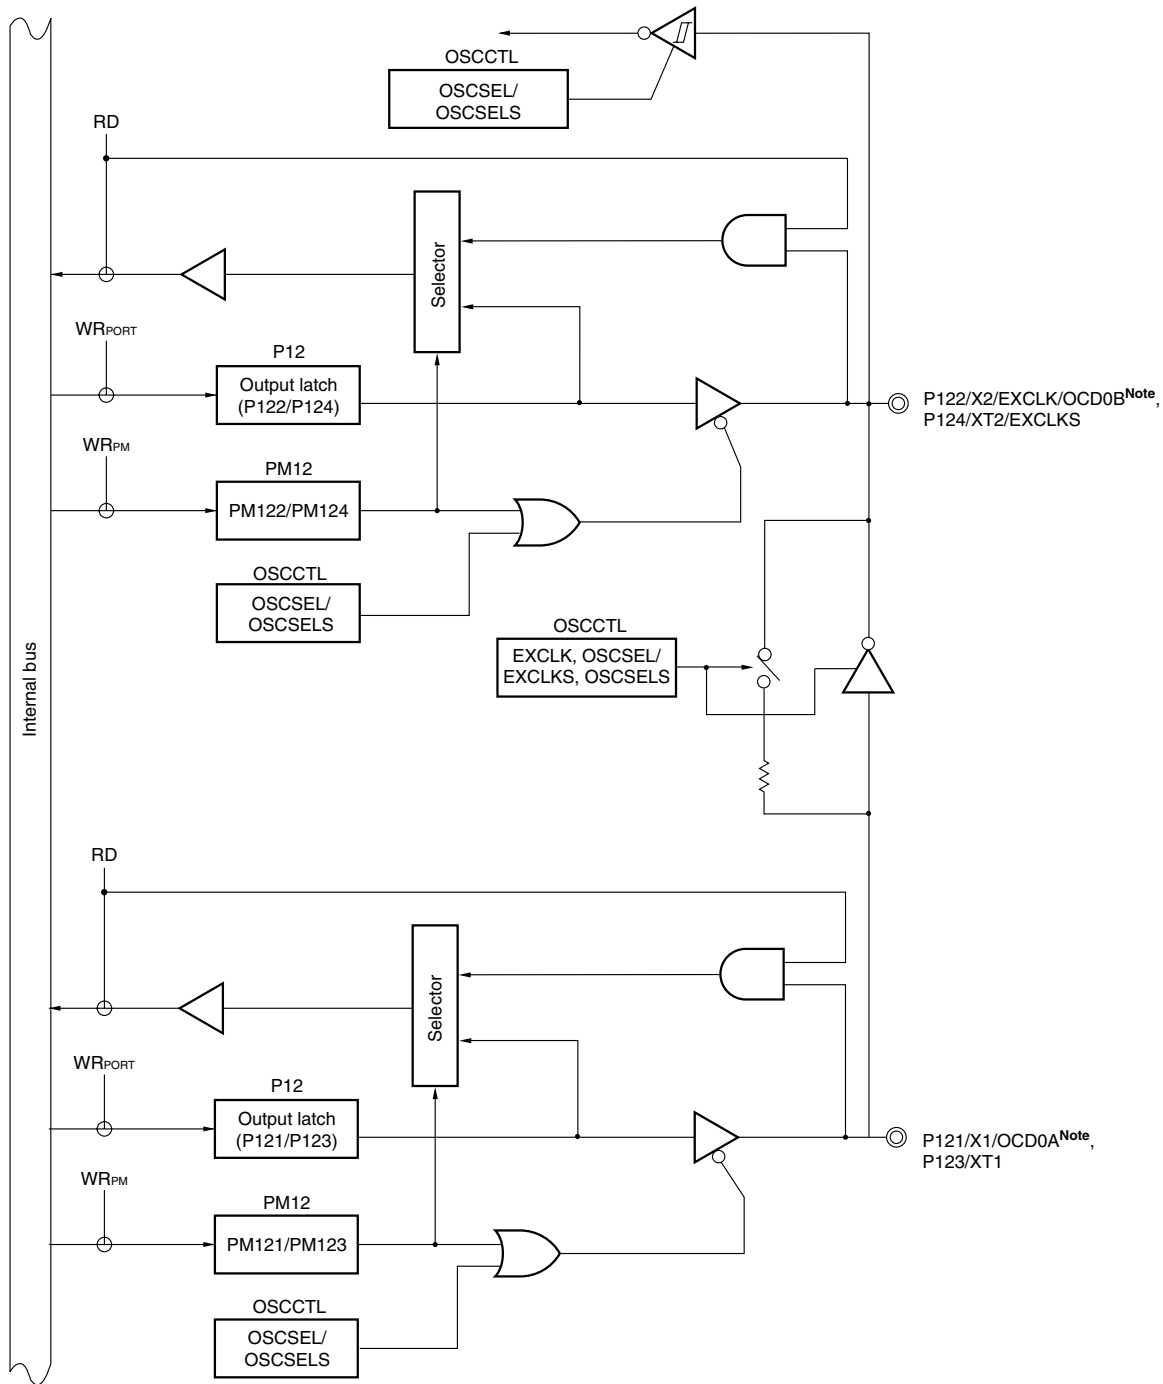 OSCCTL
OSCSEL/
OSCSELS
RD
Selector
WRPORT
P12
Output latch
(P122/P124)
P122/X2/EXCLK/OCD0BNote,
P124/XT2/EXCLKS
WRPM
PM12
PM122/PM124
OSCCTL
OSCSEL/
OSCSELS
OSCCTL
EXCLK, OSCSEL/
EXCLKS, OSCSELS
Internal bus
RD
Selector
WRPORT
P12
Output latch
(P121/P123)
P121/X1/OCD0ANote,
P123/XT1
WRPM
PM12
PM121/PM123
OSCCTL
OSCSEL/
OSCSELS